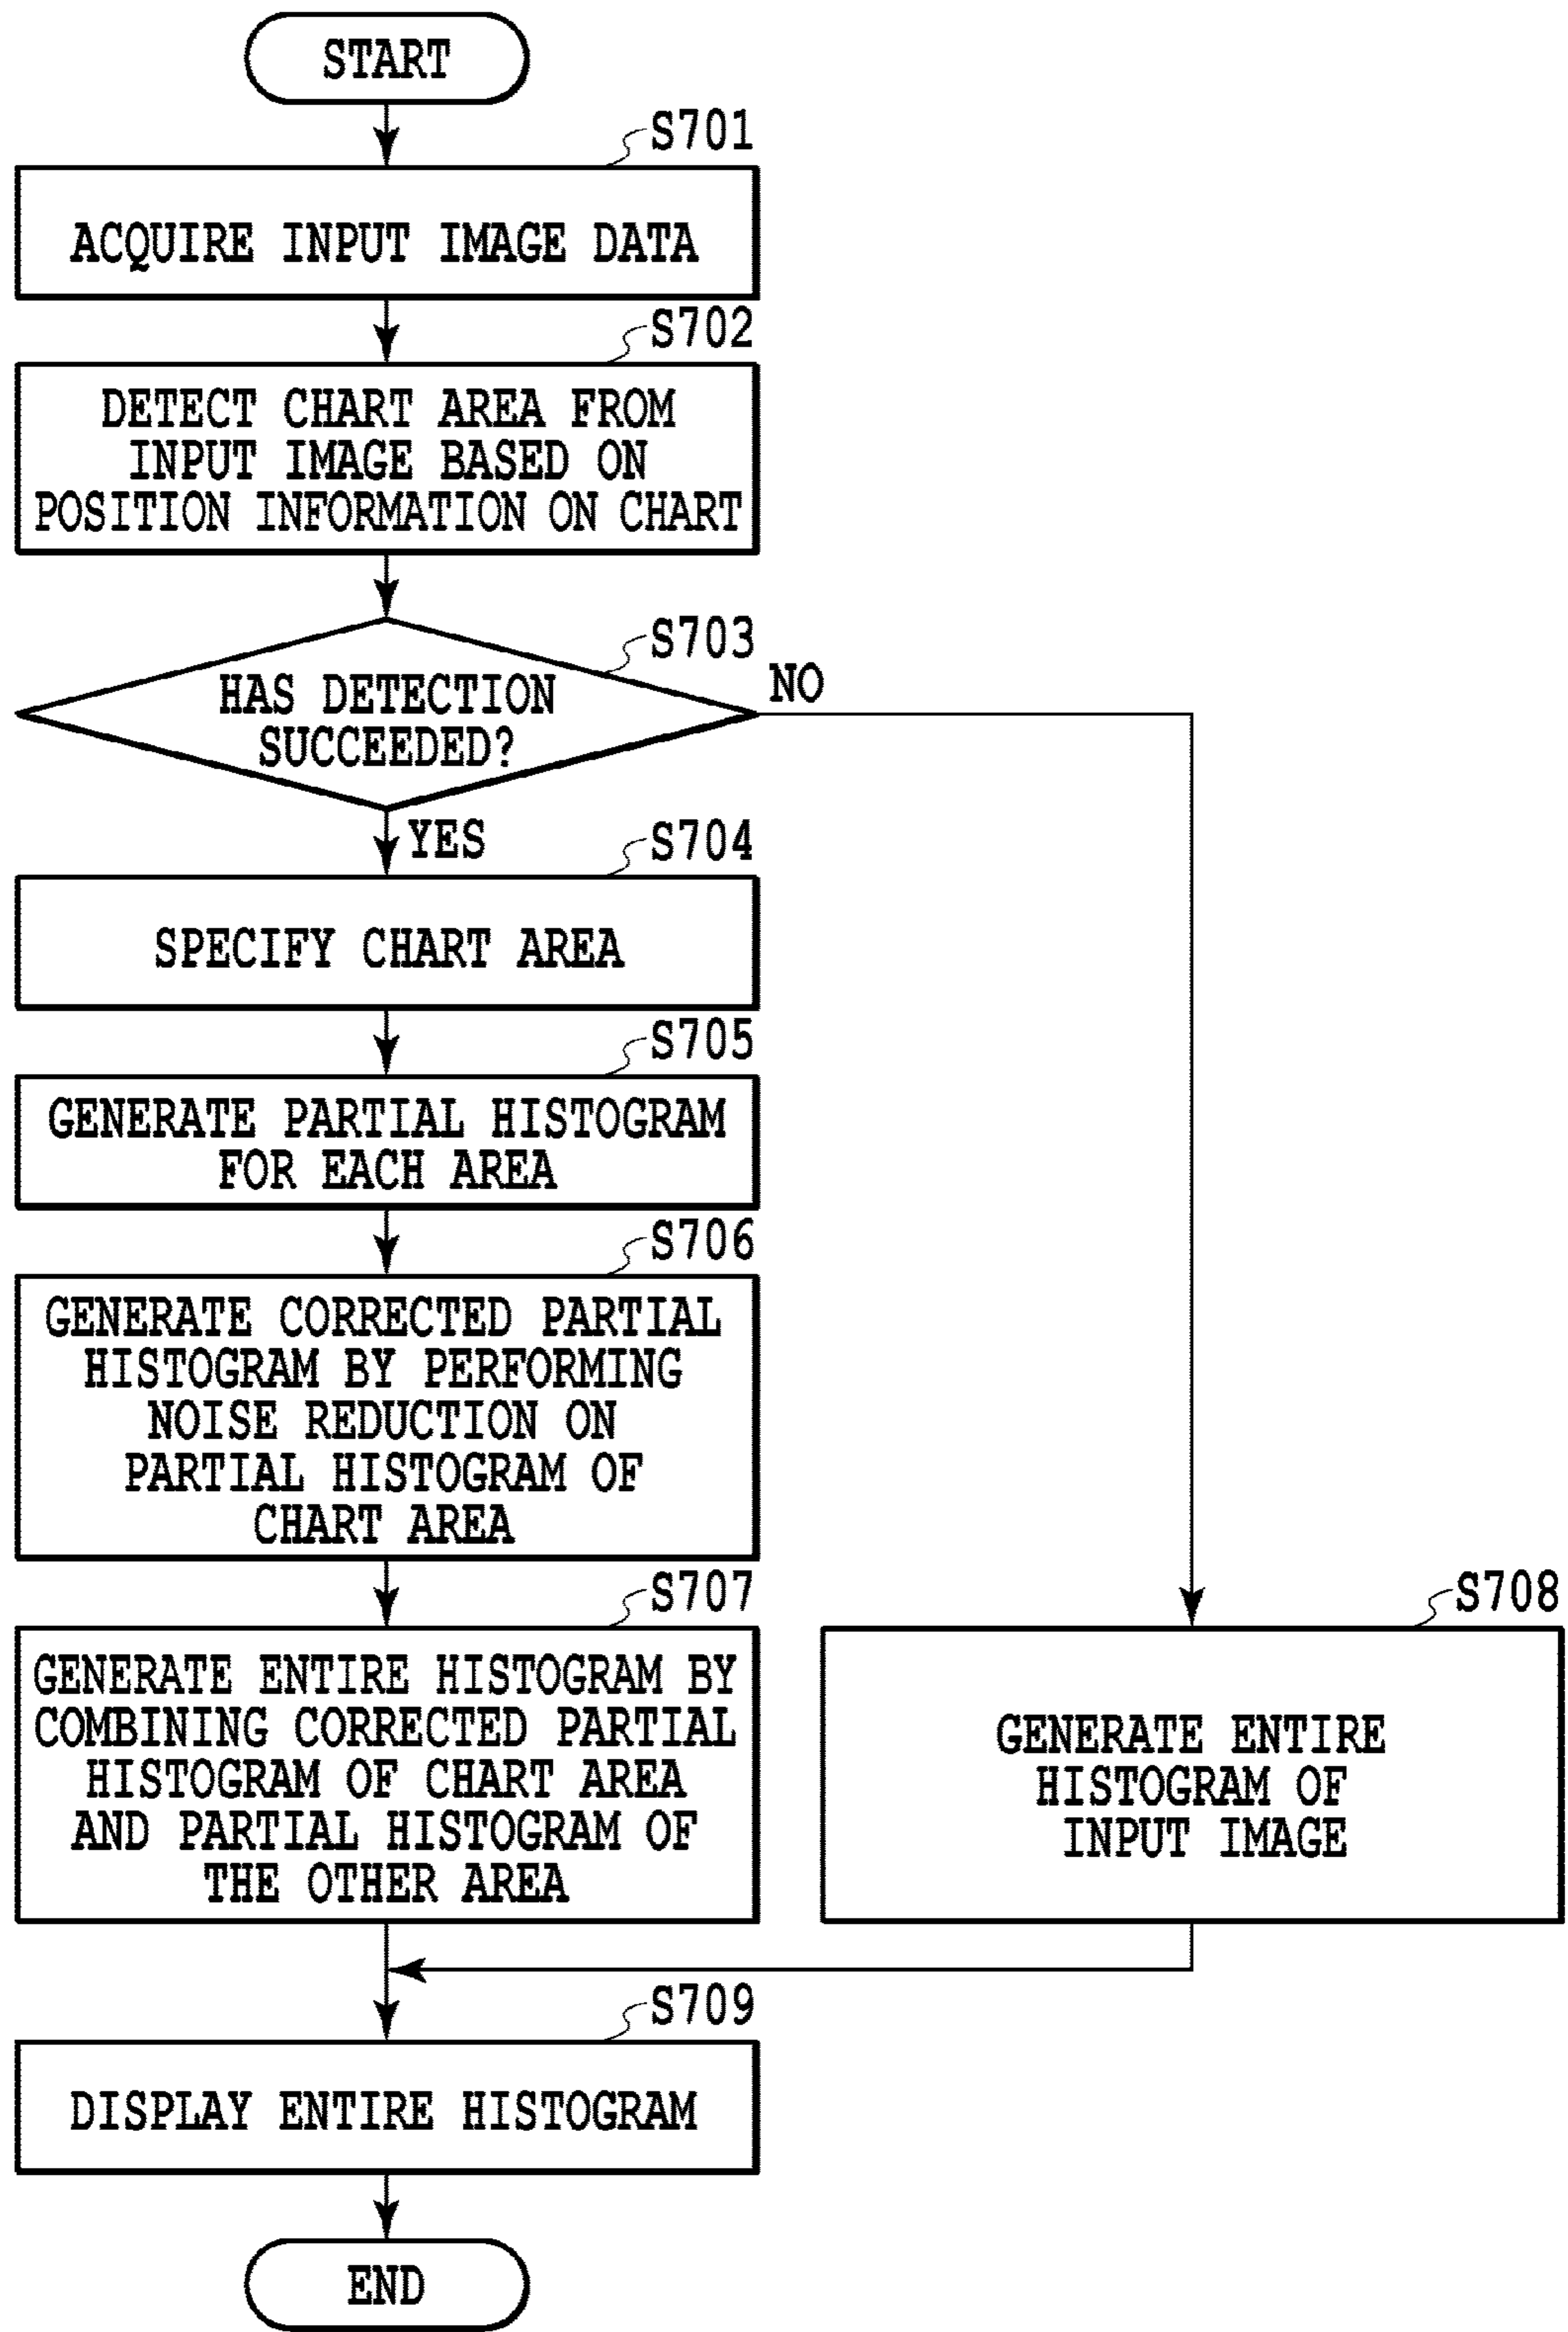 START
S701
ACQUIRE INPUT IMAGE DATA
S702
DETECT CHART AREA FROM
INPUT IMAGE BASED ON
POSITION INFORMATION ON CHART
S703
HAS DETECTION
SUCCEEDED?
NO
YES
S704
SPECIFY CHART AREA
S705
GENERATE PARTIAL HISTOGRAM
FOR EACH AREA
S706
GENERATE CORRECTED PARTIAL
HISTOGRAM BY PERFORMING
NOISE REDUCTION ON
PARTIAL HISTOGRAM OF
CHART AREA
S707
GENERATE ENTIRE HISTOGRAM BY
COMBINING CORRECTED PARTIAL
HISTOGRAM OF CHART AREA
AND PARTIAL HISTOGRAM OF
THE OTHER AREA
S708
GENERATE ENTIRE
HISTOGRAM OF
INPUT IMAGE
S709
DISPLAY ENTIRE HISTOGRAM
END